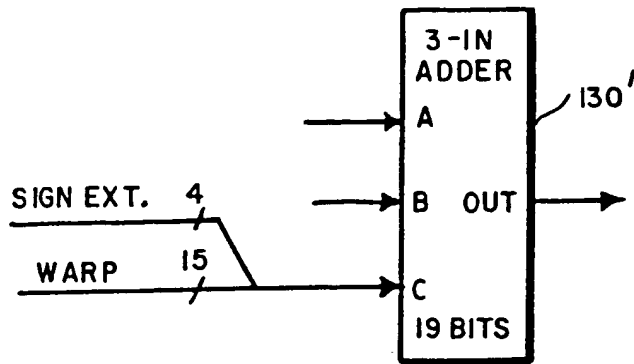 3-IN
ADDER
130'
A
SIGN EXT. 4
B OUT
WARP 15
C
19 BITS